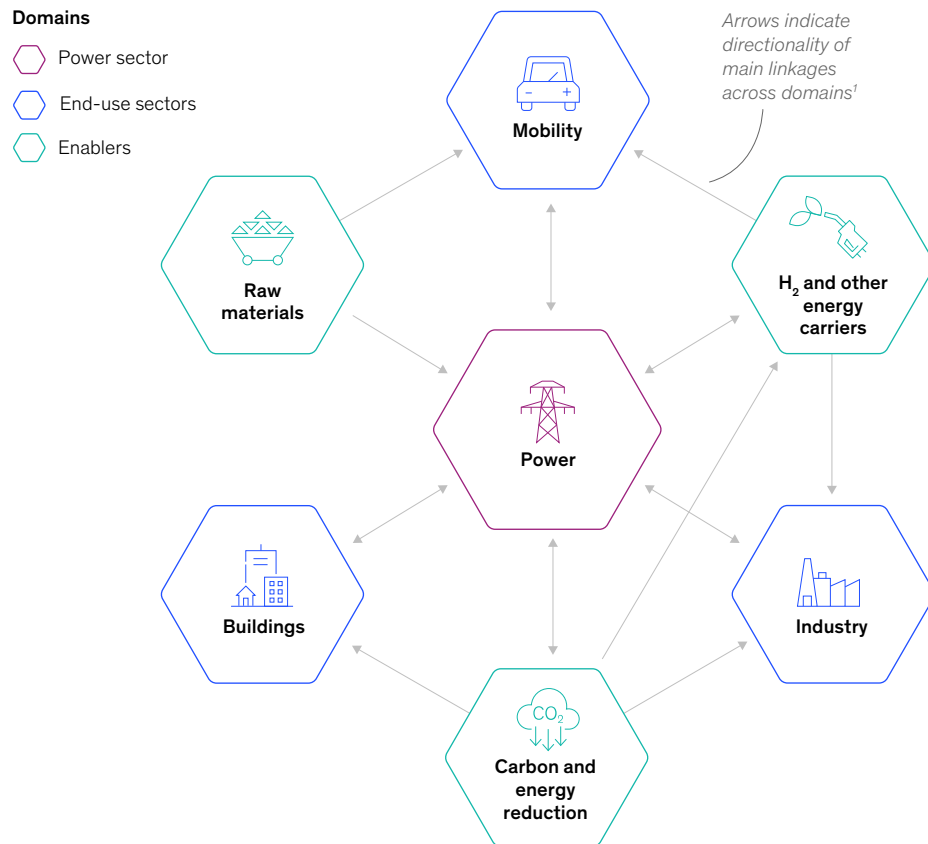 Domains
Power sector
End-use sectors
Enablers
Arrows indicate
directionality of
main linkages
across domains¹
- +
Mobility
Raw
materials
H₂ and other
energy
carriers
Power
Buildings
Industry
CO₂
Carbon and
energy
reduction